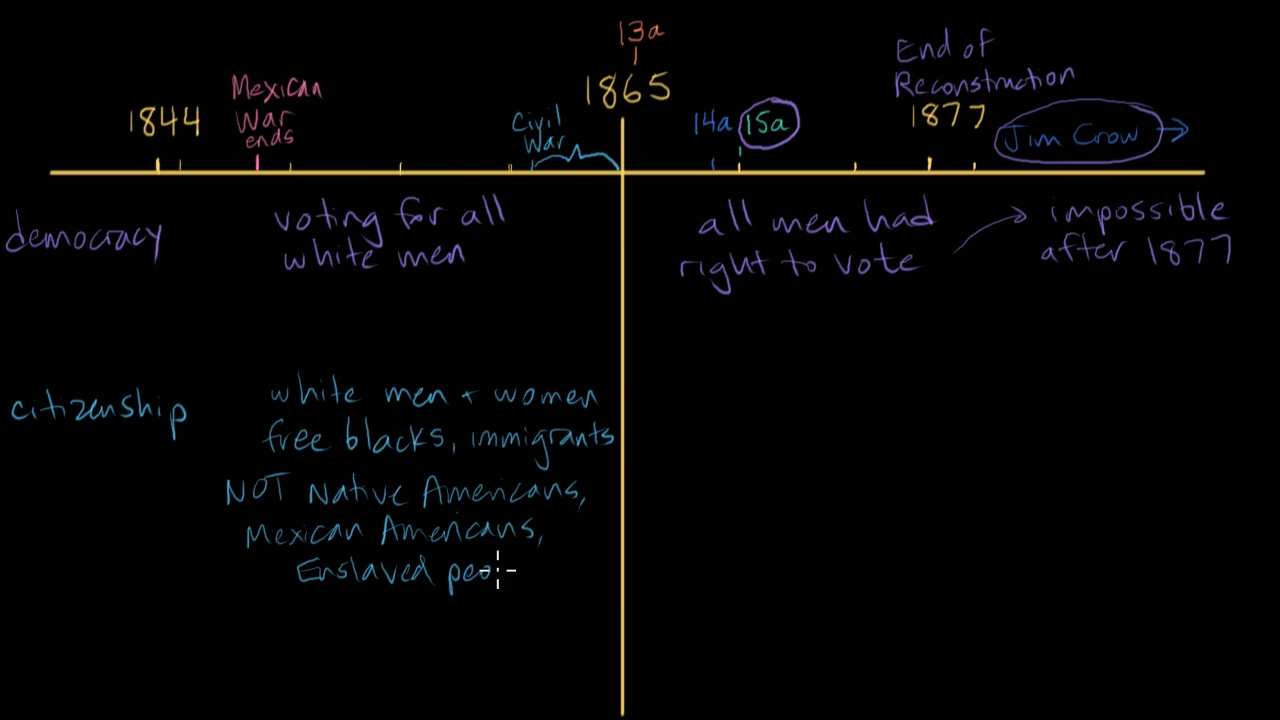 13a
1865
End of
Reconstruction
1877
Mexican
War
ends
1844
Civil
War
14a
15a
Jim Crow
democracy
voting for all
white men
all men had
right to vote
impossible
after 1877
citizenship
white men + women
free blacks, immigrants
NOT Native Americans,
Mexican Americans,
Enslaved peo